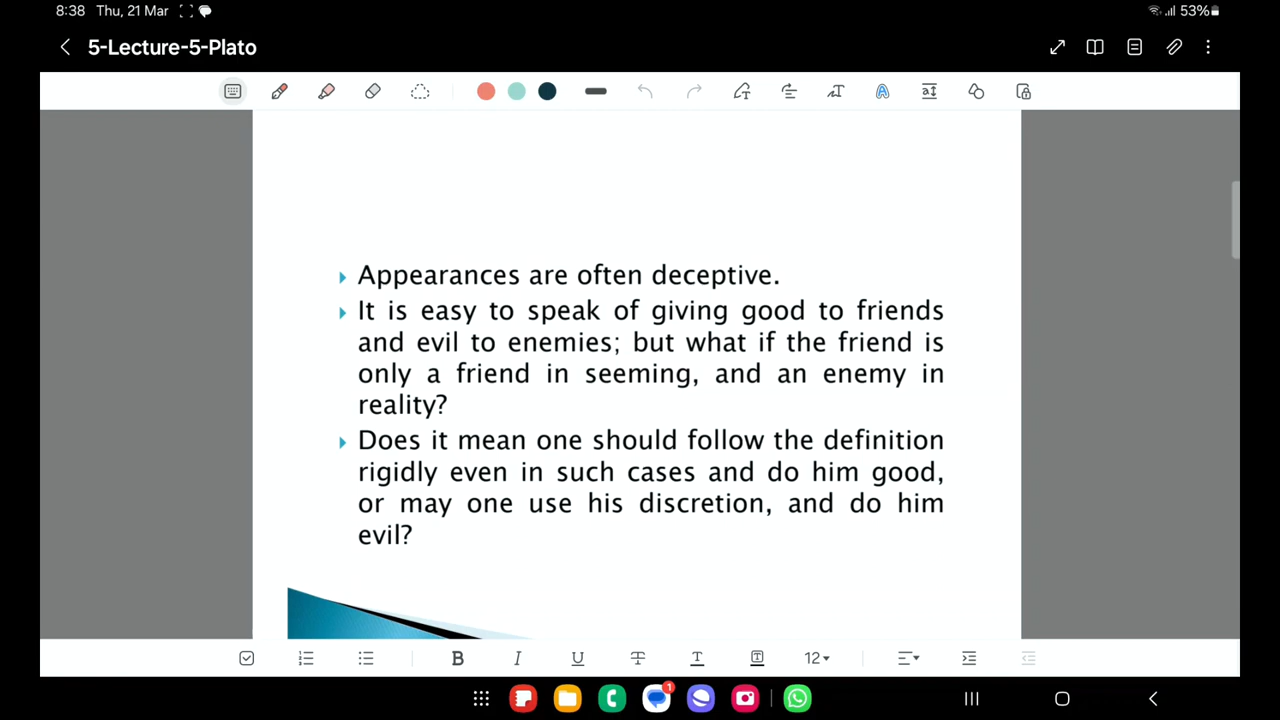 8:38 Thu, 21 Mar 53%
5-Lecture-5-Plato
Appearances are often deceptive.
It is easy to speak of giving good to friends
and evil to enemies; but what if the friend is
only a friend in seeming, and an enemy in
reality?
Does it mean one should follow the definition
rigidly even in such cases and do him good,
or may one use his discretion, and do him
evil?
B I U T T T 12
1